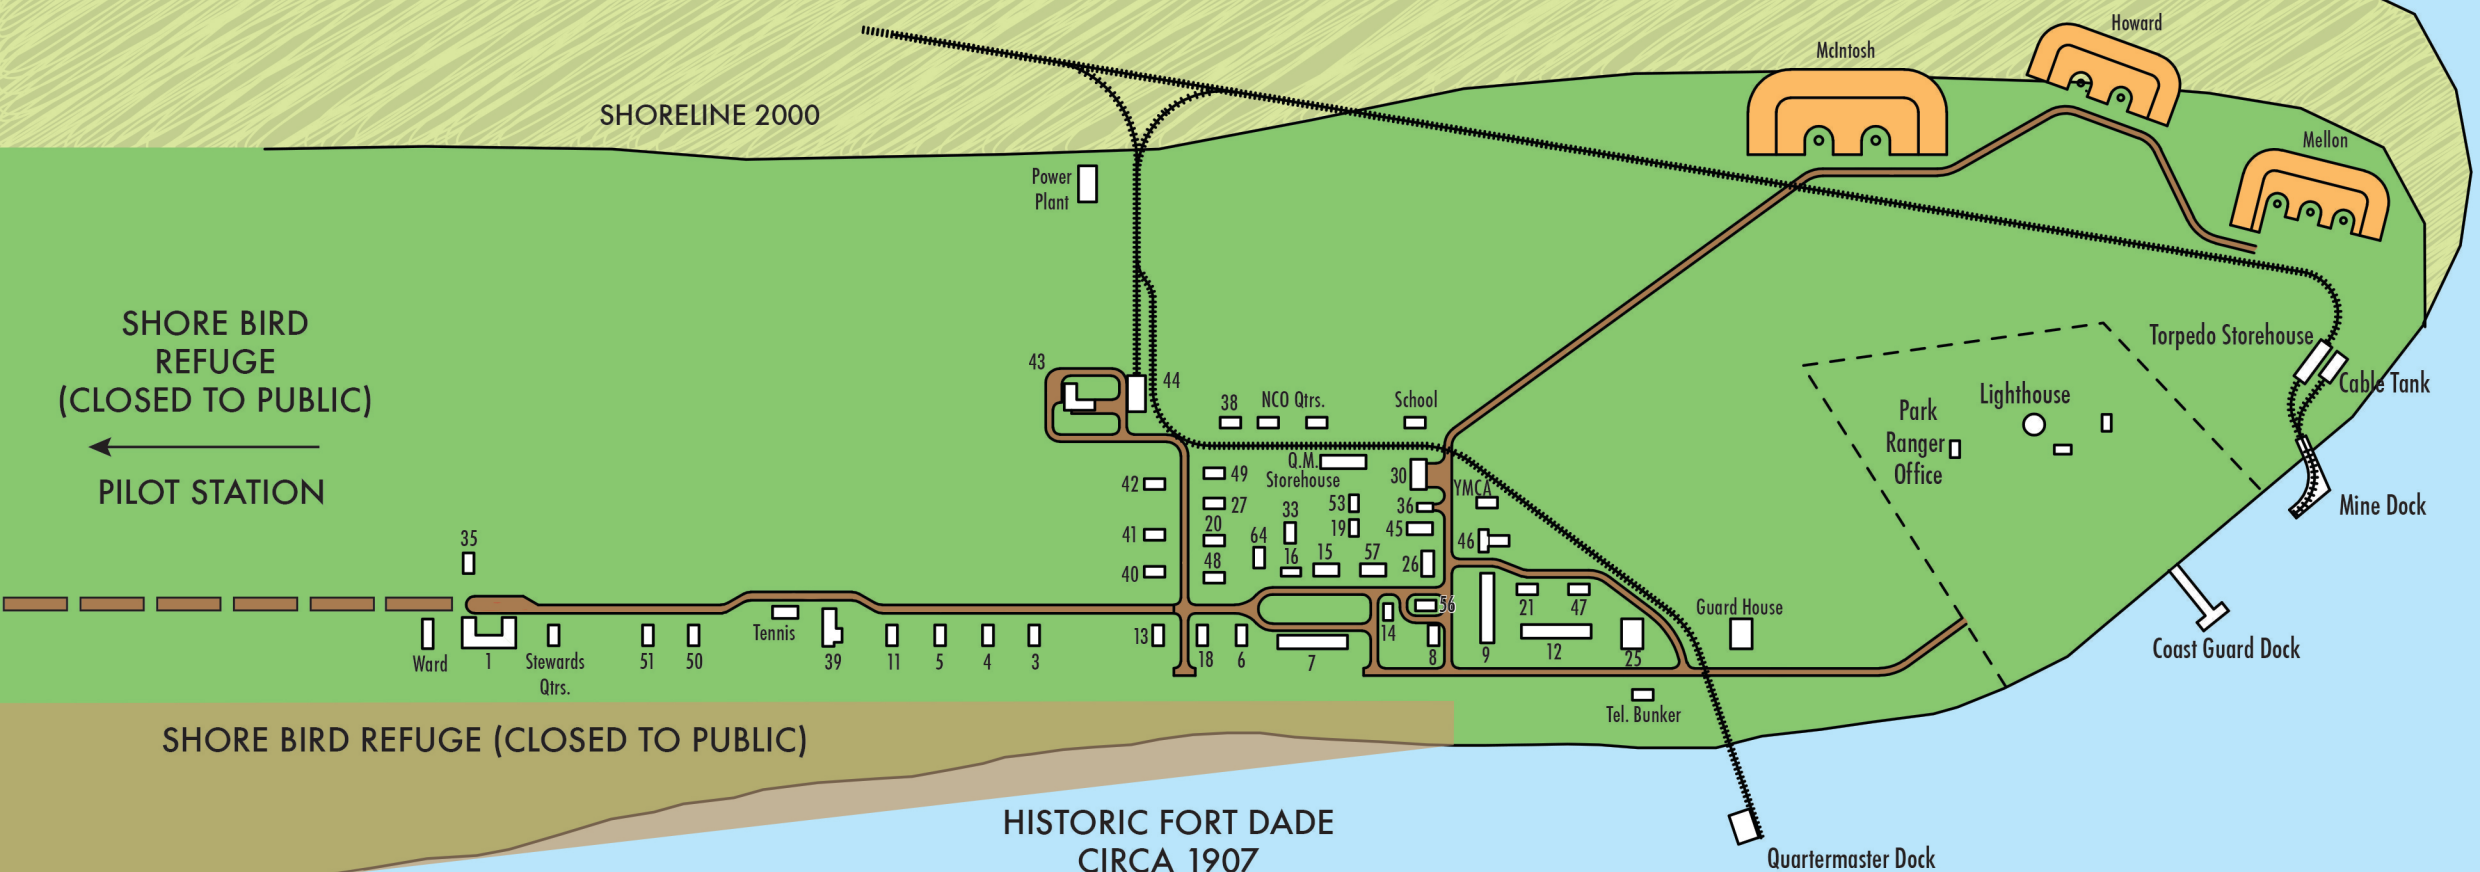 Howard
McIntosh
SHORELINE 2000
Mellon
Power
Plant
SHORE BIRD
REFUGE
(CLOSED TO PUBLIC)
PILOT STATION
43
44
38
NCO Qtrs.
School
Torpedo Storehouse
Cable Tank
Lighthouse
Park
Ranger
Office
Mine Dock
42
49
Q.M.
Storehouse
30
YMCA
27
53
36
33
41
20
19
45
46
64
40
48
16
15
57
26
35
56
21
47
Guard House
Ward
1
Stewards
Qtrs.
51
50
Tennis
39
11
5
4
3
13
18
6
7
14
8
9
12
25
Coast Guard Dock
Tel. Bunker
SHORE BIRD REFUGE (CLOSED TO PUBLIC)
HISTORIC FORT DADE
CIRCA 1907
Quartermaster Dock